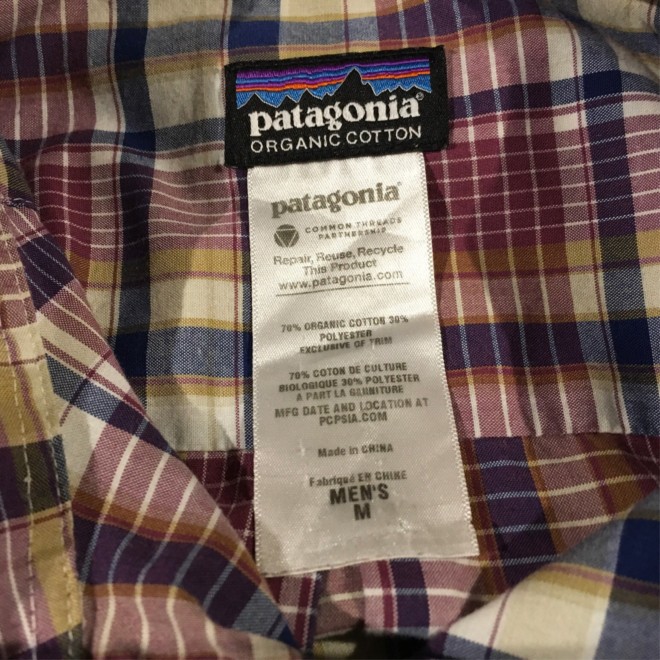 patagonia®
ORGANIC COTTON
patagonia®
COMMON THREADS
PARTNERSHIP
Repair, Reuse, Recycle
This Product
www.patagonia.com
70% ORGANIC COTTON 30%
POLYESTER
EXCLUSIVE OF TRIM
70% COTON DE CULTURE
BIOLOGIQUE 30% POLYESTER
A PART LA GARNITURE
MFG DATE AND LOCATION AT
PCPSIA.COM
Made in CHINA
Fabriqué EN CHINE
MEN'S
M